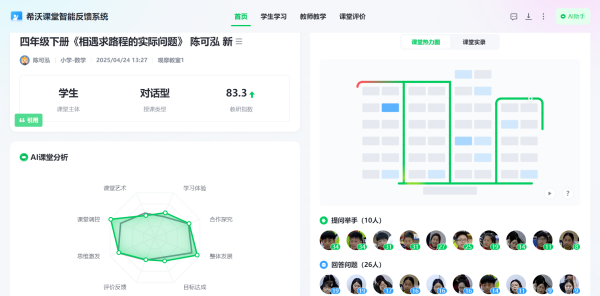 希沃课堂智能反馈系统
首页 学生学习 教师教学 课堂评价
AI助手
四年级下册《相遇求路程的实际问题》 陈可泓 新
陈可泓 小学·数学 2025/04/24 13:27 观摩教室1
学生 对话型 83.3
课堂主体 授课类型 教研指数
引用
AI课堂分析
课堂艺术 学习体验
课堂调控 合作探究
思维激发 整体发展
评价反馈 目标达成
课堂热力图 课堂实录
?
提问举手（10人）
回答问题（26人）